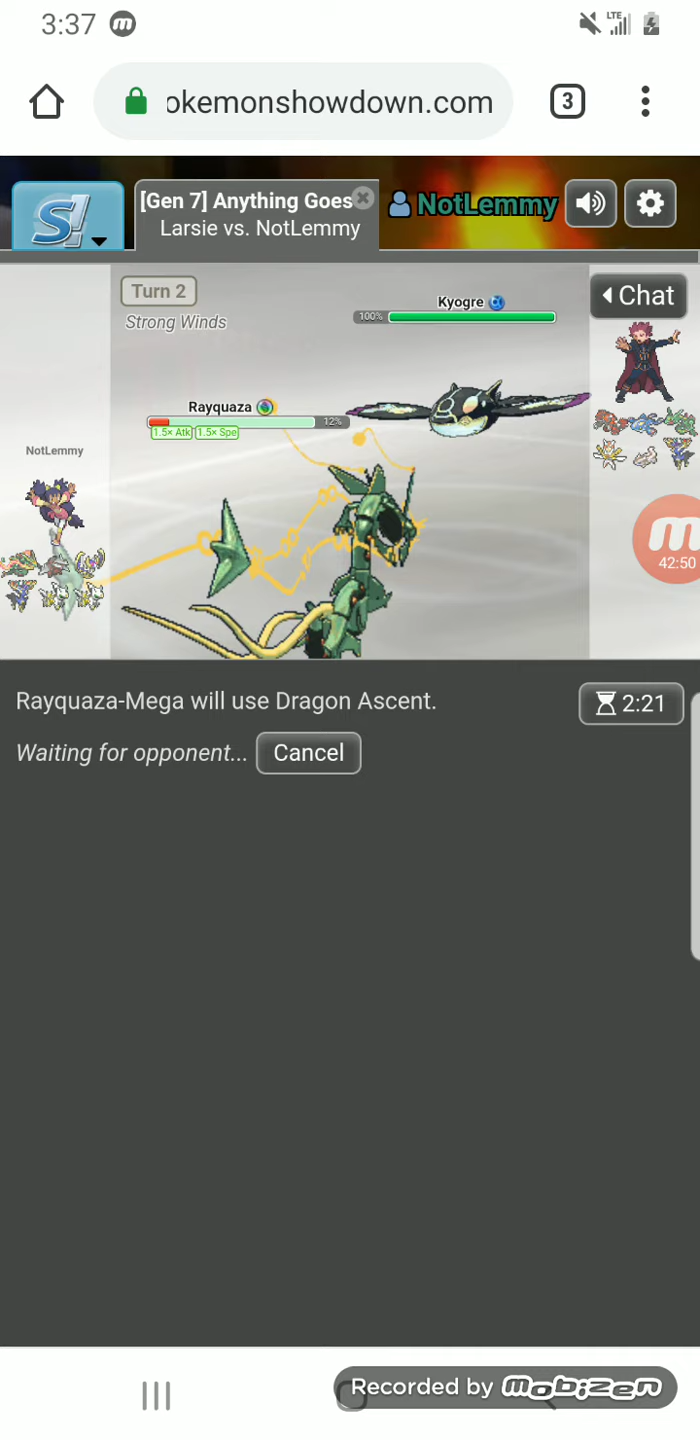 3:37
LTE
okemonshowdown.com
3
[Gen 7] Anything Goes
Larsie vs. NotLemmy
NotLemmy
Turn 2
Strong Winds
Kyogre
100%
Chat
Rayquaza
12%
1.5× Atk 1.5× Spe
NotLemmy
42:50
Rayquaza-Mega will use Dragon Ascent.
2:21
Waiting for opponent... Cancel
Recorded by mobizen